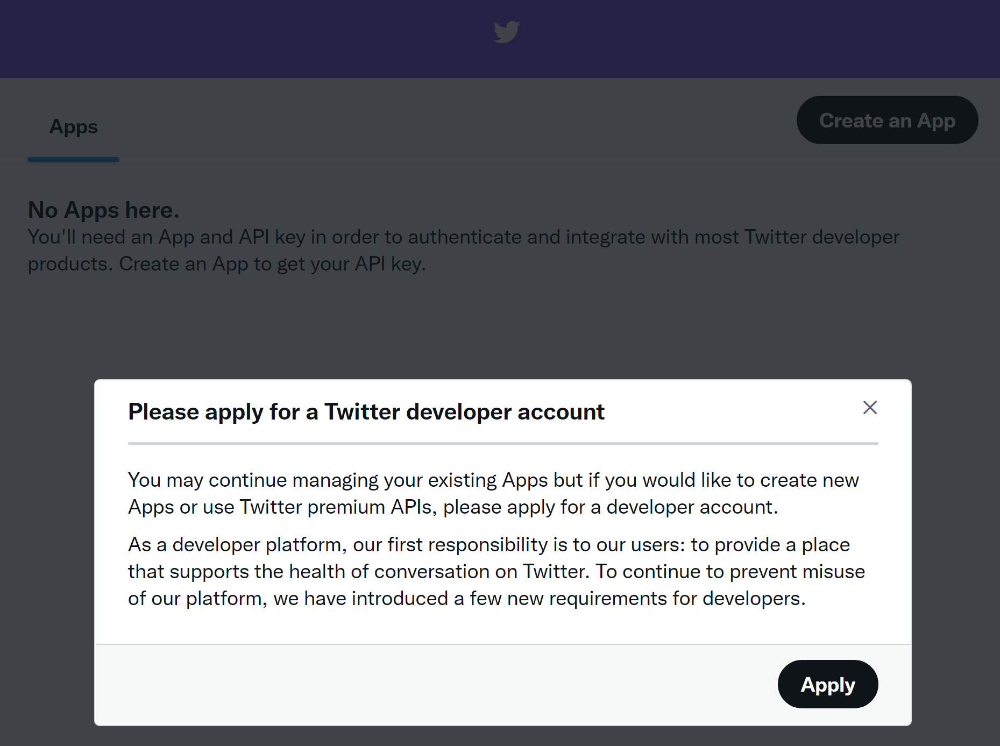 Apps
Create an App
No Apps here.
You'll need an App and API key in order to authenticate and integrate with most Twitter developer
products. Create an App to get your API key.
Please apply for a Twitter developer account
You may continue managing your existing Apps but if you would like to create new
Apps or use Twitter premium APIs, please apply for a developer account.
As a developer platform, our first responsibility is to our users: to provide a place
that supports the health of conversation on Twitter. To continue to prevent misuse
of our platform, we have introduced a few new requirements for developers.
Apply